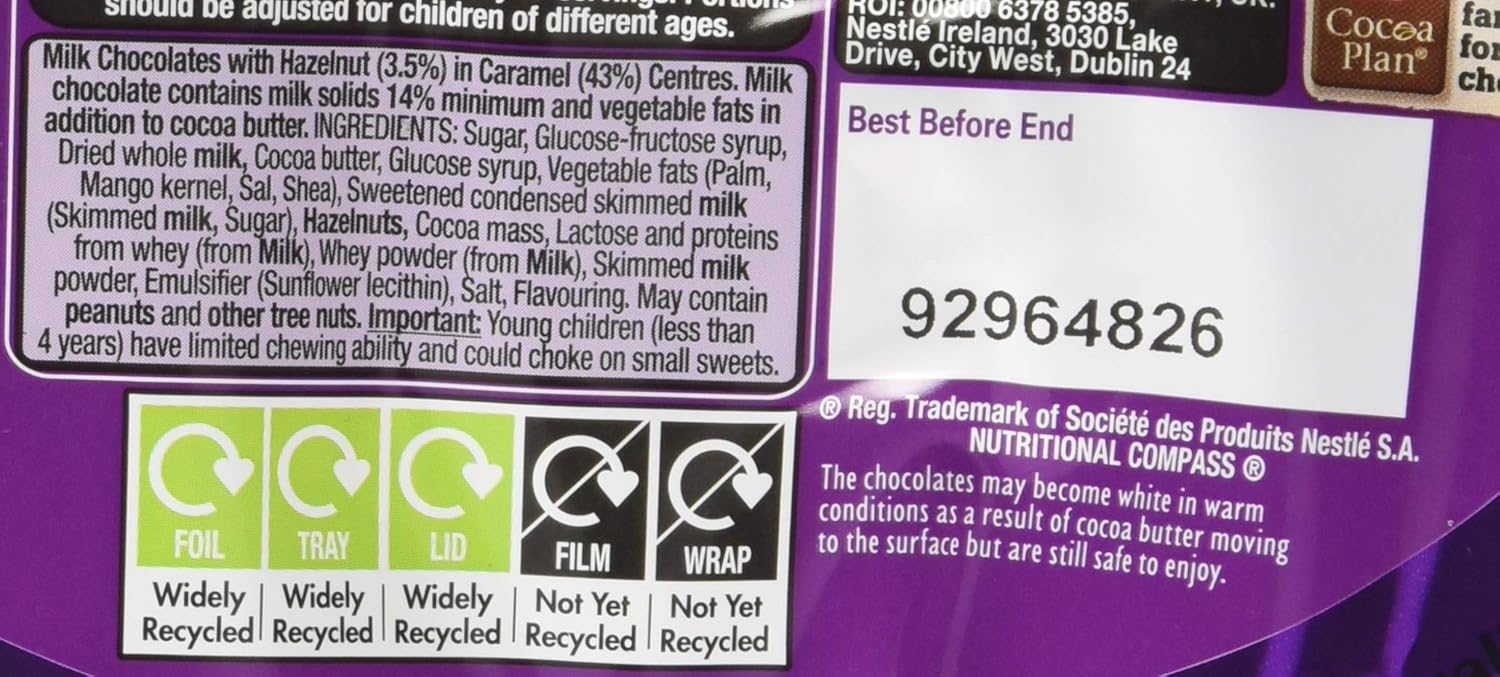 should be adjusted for children of different ages.
Milk Chocolates with Hazelnut (3.5%) in Caramel (43%) Centres. Milk
chocolate contains milk solids 14% minimum and vegetable fats in
addition to cocoa butter. INGREDIENTS: Sugar, Glucose-fructose syrup,
Dried whole milk, Cocoa butter, Glucose syrup, Vegetable fats (Palm,
Mango kernel, Sal, Shea), Sweetened condensed skimmed milk
(Skimmed milk, Sugar), Hazelnuts, Cocoa mass, Lactose and proteins
from whey (from Milk), Whey powder (from Milk), Skimmed milk
powder, Emulsifier (Sunflower lecithin), Salt, Flavouring. May contain
peanuts and other tree nuts. Important: Young children (less than
4 years) have limited chewing ability and could choke on small sweets.
FOIL
TRAY
LID
FILM
WRAP
Widely
Recycled
Widely
Recycled
Widely
Recycled
Not Yet
Recycled
Not Yet
Recycled
ROI: 00800 6378 5385,
Nestlé Ireland, 3030 Lake
Drive, City West, Dublin 24
Cocoa
Plan®
Best Before End
92964826
® Reg. Trademark of Société des Produits Nestlé S.A.
NUTRITIONAL COMPASS ®
The chocolates may become white in warm
conditions as a result of cocoa butter moving
to the surface but are still safe to enjoy.